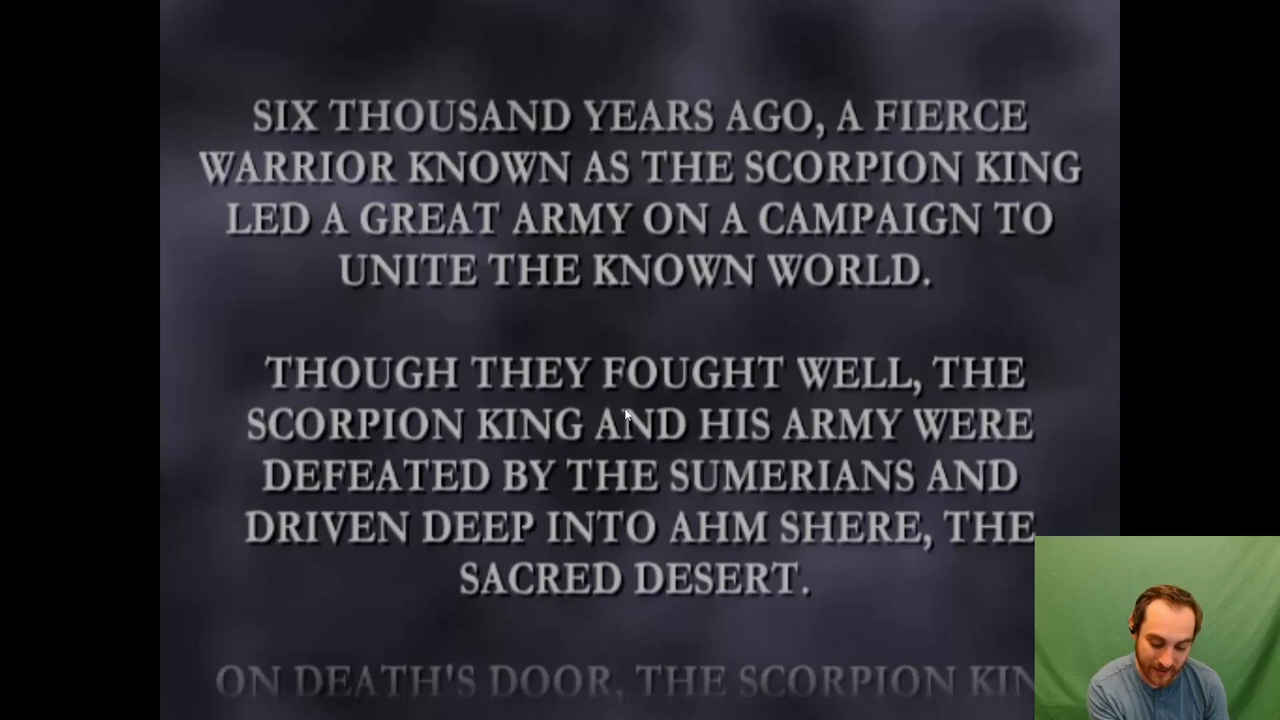 SIX THOUSAND YEARS AGO, A FIERCE
WARRIOR KNOWN AS THE SCORPION KING
LED A GREAT ARMY ON A CAMPAIGN TO
UNITE THE KNOWN WORLD.
THOUGH THEY FOUGHT WELL, THE
SCORPION KING AND HIS ARMY WERE
DEFEATED BY THE SUMERIANS AND
DRIVEN DEEP INTO AHM SHERE, THE
SACRED DESERT.
ON DEATH'S DOOR, THE SCORPION KIN